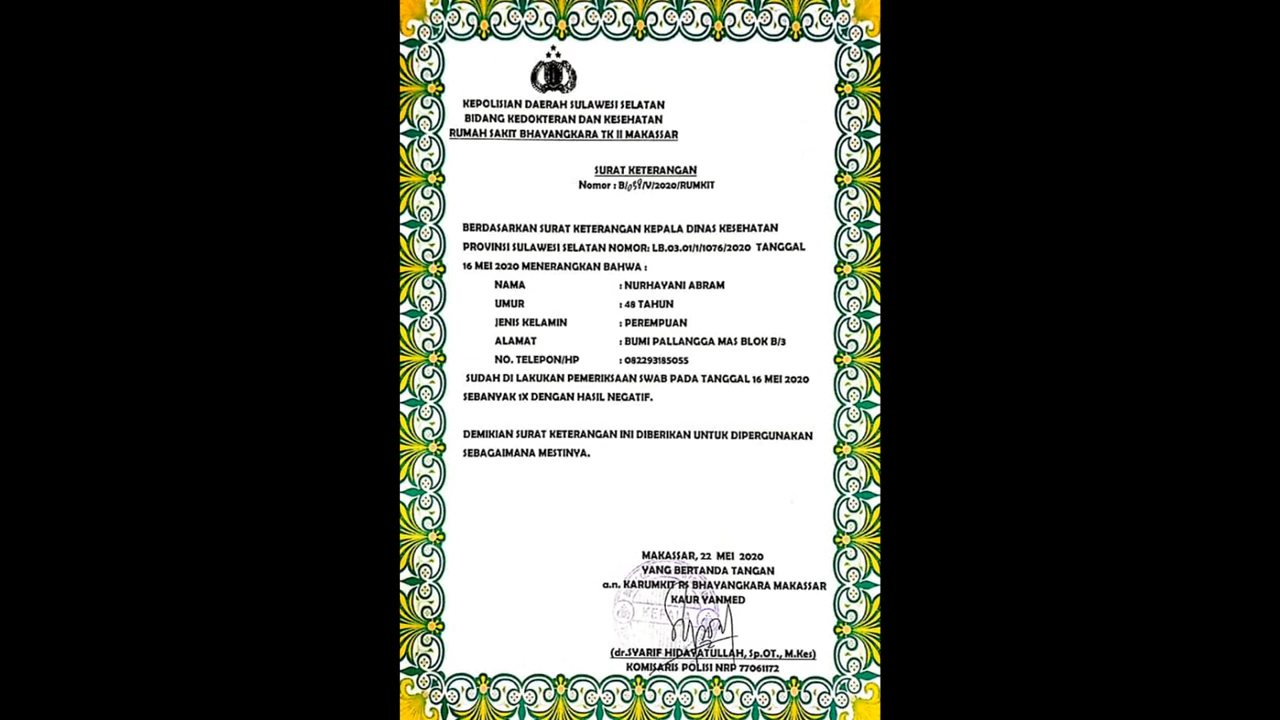 KEPOLISIAN DAERAH SULAWESI SELATAN
BIDANG KEDOKTERAN DAN KESEHATAN
RUMAH SAKIT BHAYANGKARA TK II MAKASSAR
SURAT KETERANGAN
Nomor : B/059/V/2020/RUMKIT
BERDASARKAN SURAT KETERANGAN KEPALA DINAS KESEHATAN
PROVINSI SULAWESI SELATAN NOMOR: LB.03.01/1/1076/2020 TANGGAL
16 MEI 2020 MENERANGKAN BAHWA :
NAMA : NURHAYANI ABRAM
UMUR : 48 TAHUN
JENIS KELAMIN : PEREMPUAN
ALAMAT : BUMI PALLANGGA MAS BLOK B/3
NO. TELEPON/HP : 082293185055
SUDAH DI LAKUKAN PEMERIKSAAN SWAB PADA TANGGAL 16 MEI 2020
SEBANYAK 1X DENGAN HASIL NEGATIF.
DEMIKIAN SURAT KETERANGAN INI DIBERIKAN UNTUK DIPERGUNAKAN
SEBAGAIMANA MESTINYA.
MAKASSAR, 22 MEI 2020
YANG BERTANDA TANGAN
a.n. KARUMKIT RS BHAYANGKARA MAKASSAR
KAUR YANMED
KEPALA
(dr.SYARIF HIDAYATULLAH, Sp.OT., M.Kes)
KOMISARIS POLISI NRP 77061172